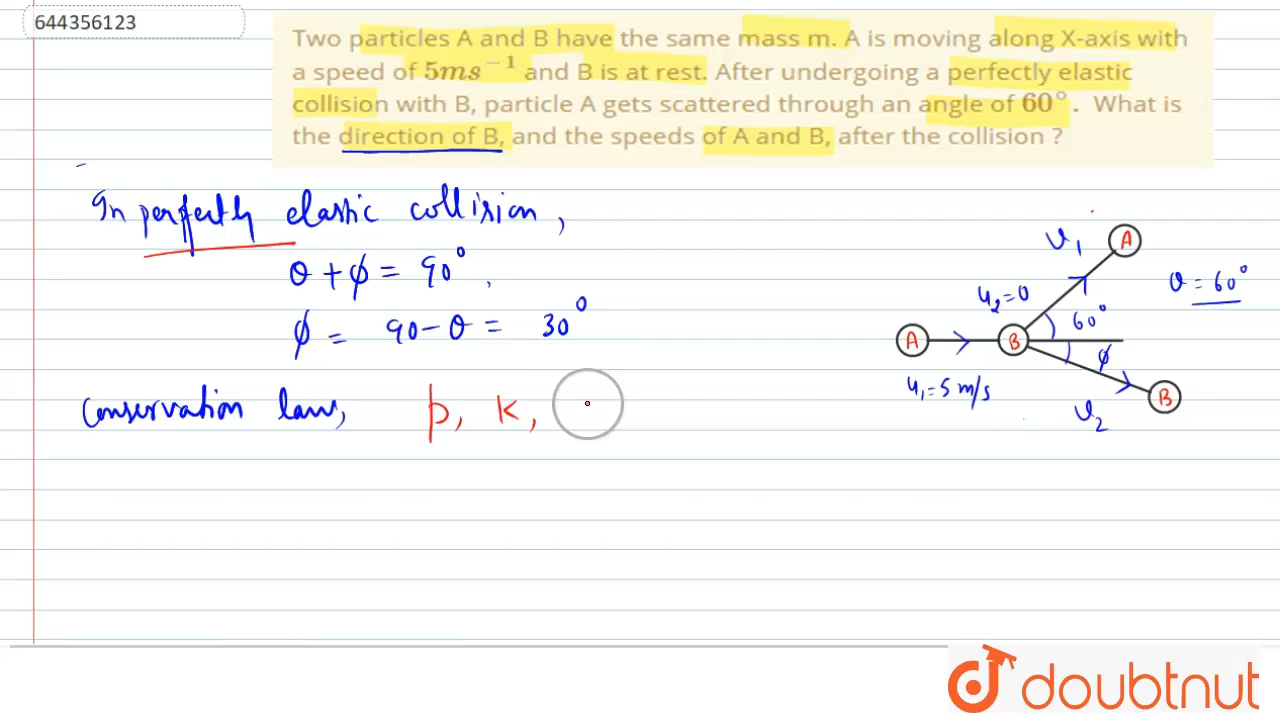 644356123
Two particles A and B have the same mass m. A is moving along X-axis with
a speed of 5ms⁻¹ and B is at rest. After undergoing a perfectly elastic
collision with B, particle A gets scattered through an angle of 60°. What is
the direction of B, and the speeds of A and B, after the collision ?
In perfectly elastic collision,
θ + ϕ = 90°,
ϕ = 90 - θ = 30°
Conservation law, p, K,
υ₁ A
θ = 60°
u₂=0
60°
A B
ϕ
u₁=5 m/s
υ₂ B
doubtnut